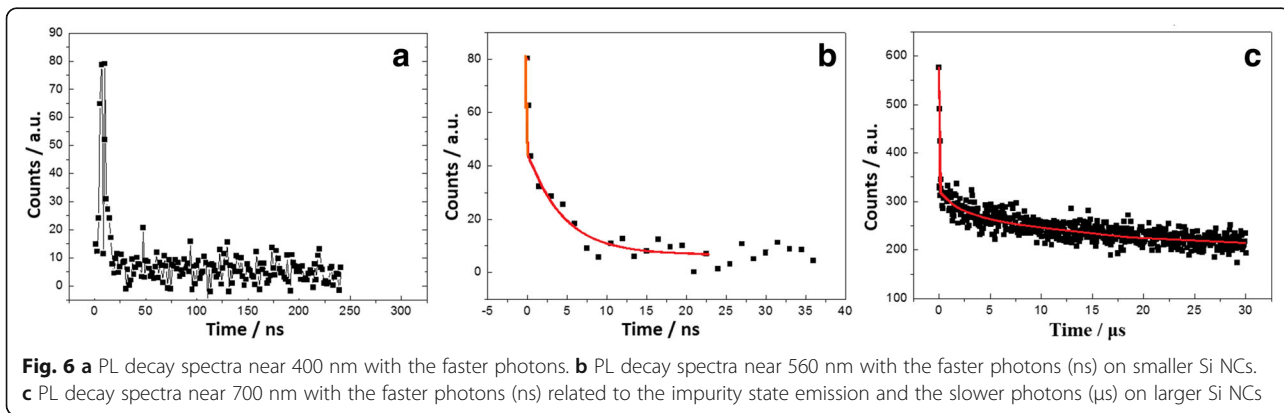 a
90
80
70
60
50
40
30
20
10
0
Counts / a.u.
0 50 100 150 200 250 300
Time / ns
b
80
60
40
20
0
Counts / a.u.
-5 0 5 10 15 20 25 30 35 40
Time / ns
c
600
500
400
300
200
100
Counts / a.u.
0 5 10 15 20 25 30
Time / µs
Fig. 6 a PL decay spectra near 400 nm with the faster photons. b PL decay spectra near 560 nm with the faster photons (ns) on smaller Si NCs.
c PL decay spectra near 700 nm with the faster photons (ns) related to the impurity state emission and the slower photons (µs) on larger Si NCs